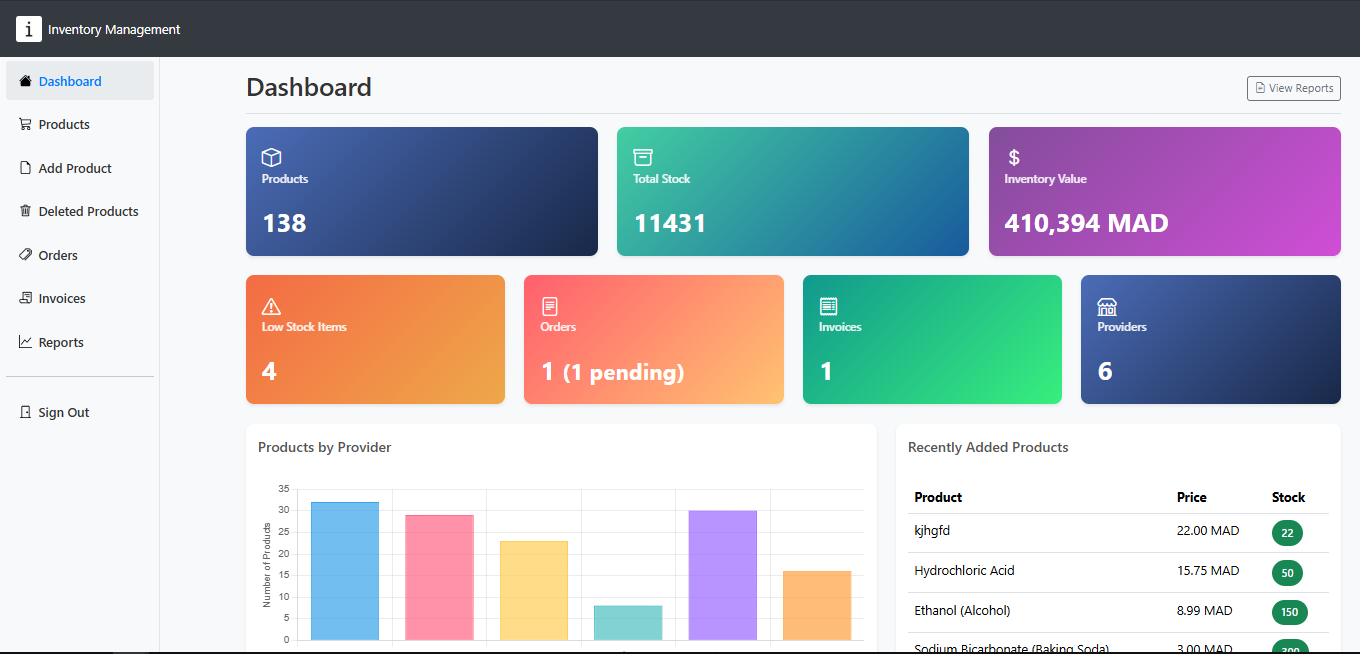 i Inventory Management
Dashboard
Products
Add Product
Deleted Products
Orders
Invoices
Reports
Sign Out
Dashboard
View Reports
Products
138
Total Stock
11431
$
Inventory Value
410,394 MAD
Low Stock Items
4
Orders
1 (1 pending)
Invoices
1
Providers
6
Products by Provider
Number of Products
35
30
25
20
15
10
5
0
Recently Added Products
Product Price Stock
kjhgfd 22.00 MAD 22
Hydrochloric Acid 15.75 MAD 50
Ethanol (Alcohol) 8.99 MAD 150
Sodium Bicarbonate (Baking Soda) 3.00 MAD 300